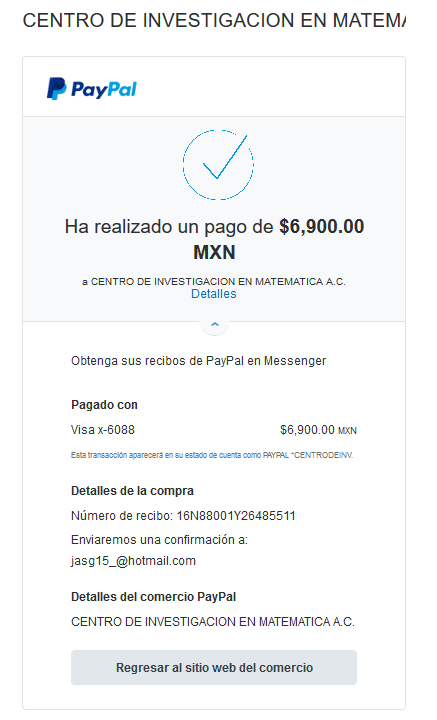 CENTRO DE INVESTIGACION EN MATEMA
PayPal
Ha realizado un pago de $6,900.00
MXN
a CENTRO DE INVESTIGACION EN MATEMATICA A.C.
Detalles
Obtenga sus recibos de PayPal en Messenger
Pagado con
Visa x-6088 $6,900.00 MXN
Esta transacción aparecerá en su estado de cuenta como PAYPAL *CENTRODEINV.
Detalles de la compra
Número de recibo: 16N88001Y26485511
Enviaremos una confirmación a:
jasg15_@hotmail.com
Detalles del comercio PayPal
CENTRO DE INVESTIGACION EN MATEMATICA A.C.
Regresar al sitio web del comercio